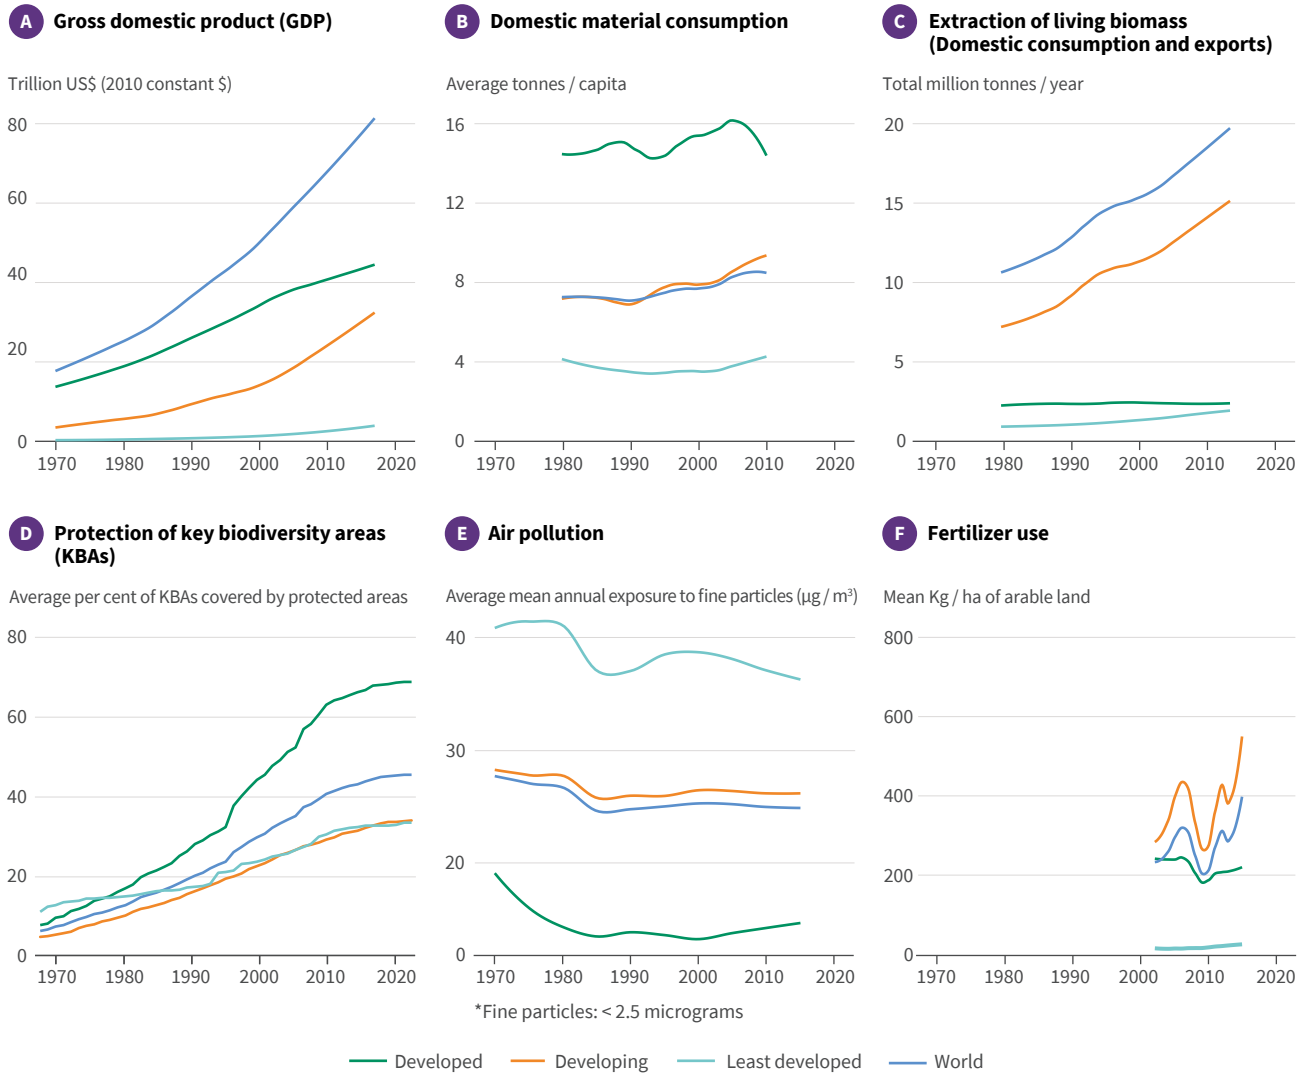 A Gross domestic product (GDP)
Trillion US$ (2010 constant $)
80
60
40
20
0
1970 1980 1990 2000 2010 2020
B Domestic material consumption
Average tonnes / capita
16
12
8
4
0
1970 1980 1990 2000 2010 2020
C Extraction of living biomass
(Domestic consumption and exports)
Total million tonnes / year
20
15
10
5
0
1970 1980 1990 2000 2010 2020
D Protection of key biodiversity areas
(KBAs)
Average per cent of KBAs covered by protected areas
80
60
40
20
0
1970 1980 1990 2000 2010 2020
E Air pollution
Average mean annual exposure to fine particles (µg / m³)
40
30
20
0
1970 1980 1990 2000 2010 2020
*Fine particles: < 2.5 micrograms
F Fertilizer use
Mean Kg / ha of arable land
800
600
400
200
0
1970 1980 1990 2000 2010 2020
Developed Developing Least developed World